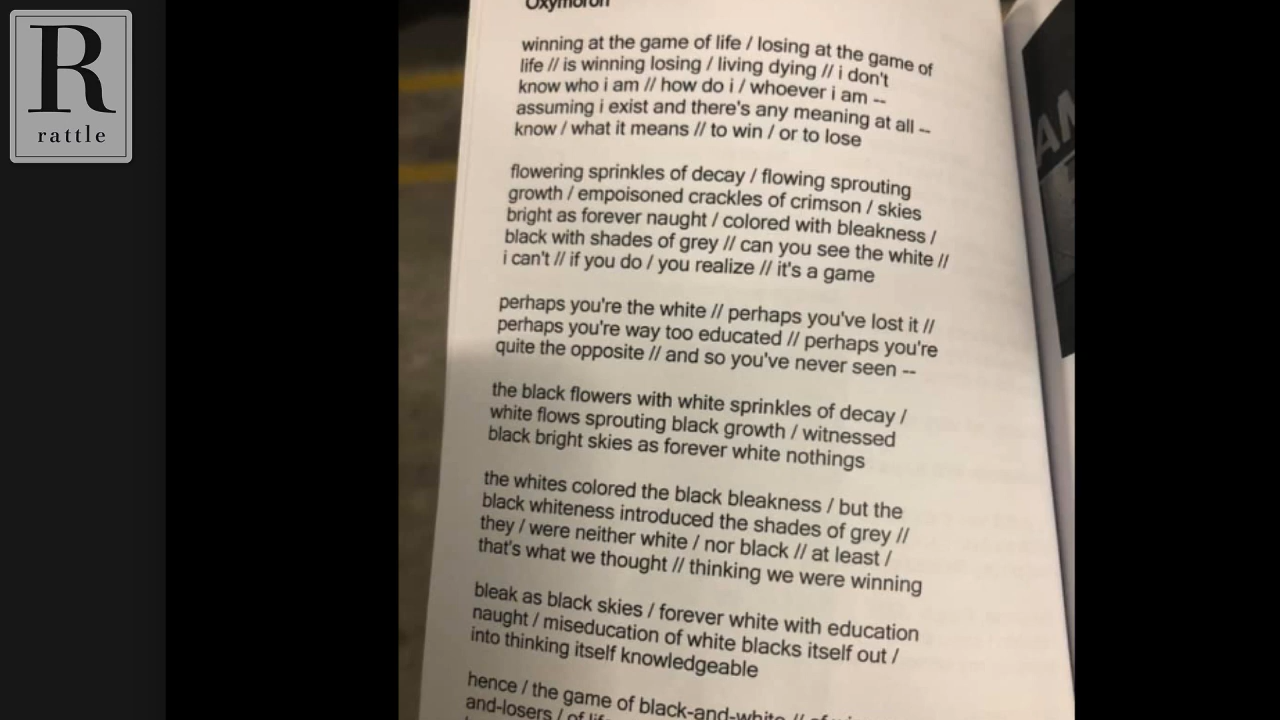 R
rattle
Oxymoron
winning at the game of life / losing at the game of
life // is winning losing / living dying // i don't
know who i am // how do i / whoever i am --
assuming i exist and there's any meaning at all --
know / what it means // to win / or to lose
flowering sprinkles of decay / flowing sprouting
growth / empoisoned crackles of crimson / skies
bright as forever naught / colored with bleakness /
black with shades of grey // can you see the white //
i can't // if you do / you realize // it's a game
perhaps you're the white // perhaps you've lost it //
perhaps you're way too educated // perhaps you're
quite the opposite // and so you've never seen --
the black flowers with white sprinkles of decay /
white flows sprouting black growth / witnessed
black bright skies as forever white nothings
the whites colored the black bleakness / but the
black whiteness introduced the shades of grey //
they / were neither white / nor black // at least /
that's what we thought // thinking we were winning
bleak as black skies / forever white with education
naught / miseducation of white blacks itself out /
into thinking itself knowledgeable
hence / the game of black-and-white //
and-losers / of